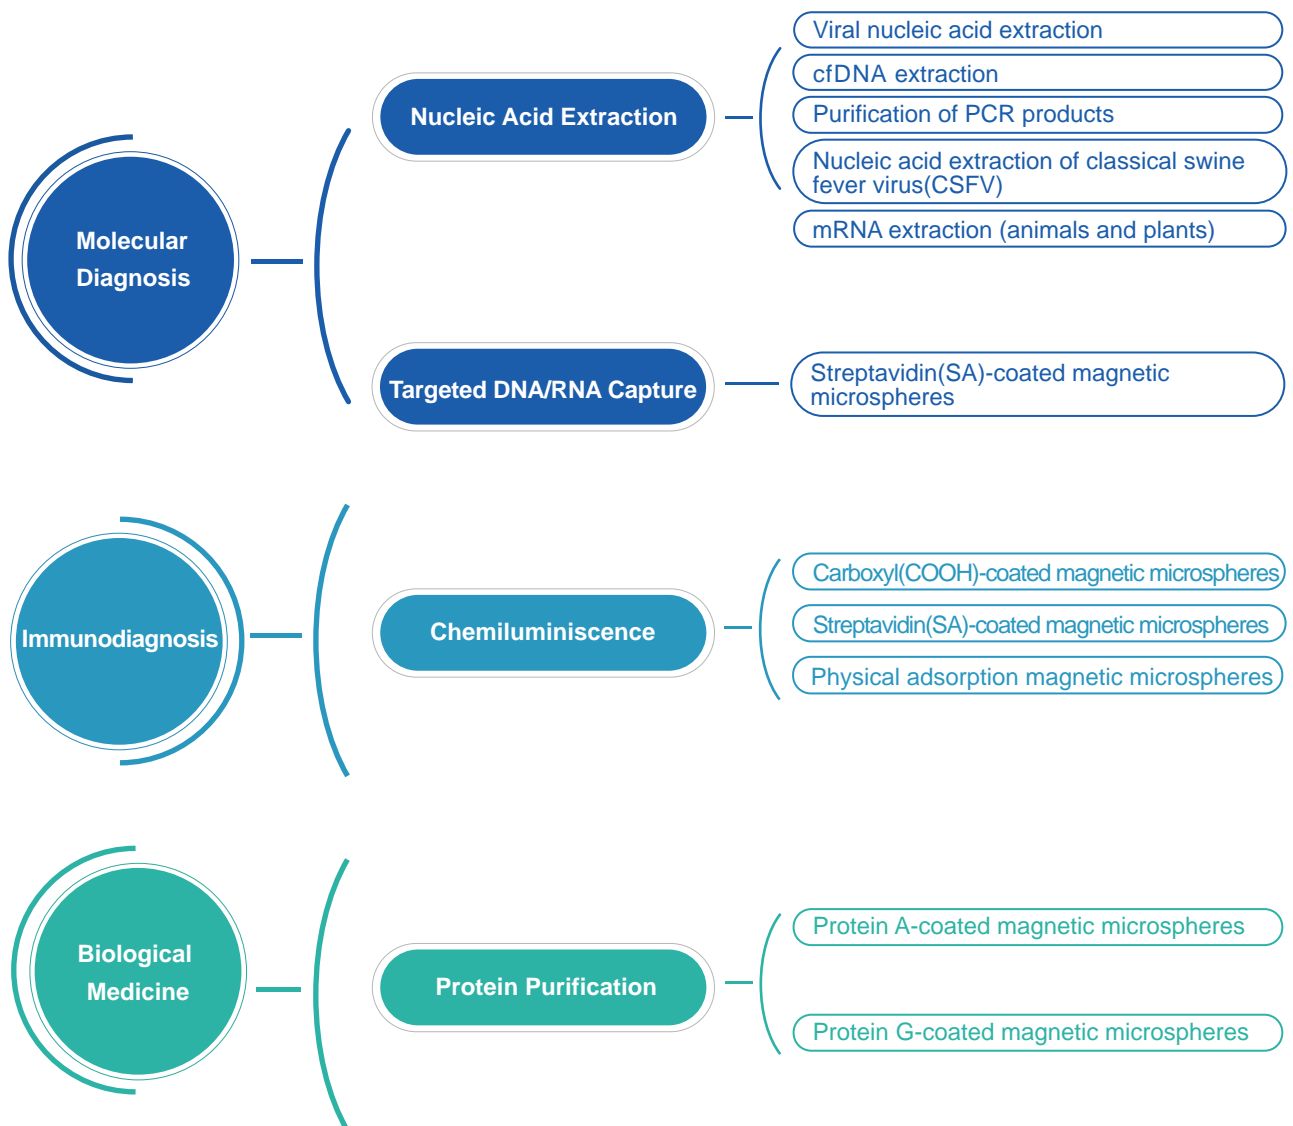 Molecular
Diagnosis
Nucleic Acid Extraction
Viral nucleic acid extraction
cfDNA extraction
Purification of PCR products
Nucleic acid extraction of classical swine
fever virus(CSFV)
mRNA extraction (animals and plants)
Targeted DNA/RNA Capture
Streptavidin(SA)-coated magnetic
microspheres
Immunodiagnosis
Chemiluminiscence
Carboxyl(COOH)-coated magnetic microspheres
Streptavidin(SA)-coated magnetic microspheres
Physical adsorption magnetic microspheres
Biological
Medicine
Protein Purification
Protein A-coated magnetic microspheres
Protein G-coated magnetic microspheres